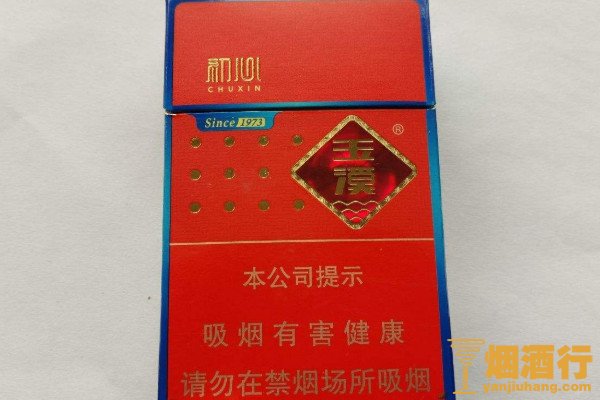 初心
CHUXIN
Since 1973
玉溪
®
本公司提示
吸烟有害健康
请勿在禁烟场所吸烟
烟酒行
yanjiuhang.com